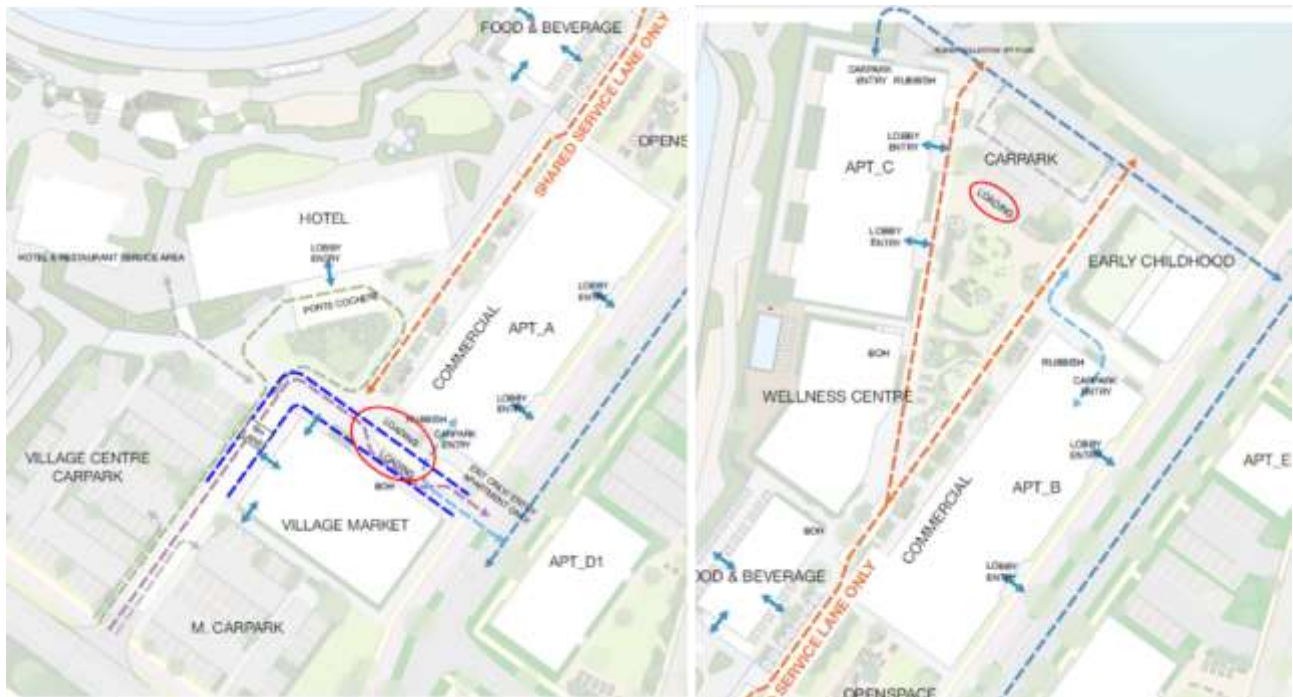 FOOD & BEVERAGE
SHARED SERVICE LANE ONLY
OPENS
HOTEL
HOTEL & RESTAURANT SERVICE AREA
LOBBY
ENTRY
PORTE COCHERE
LOBBY
ENTRY
APT_A
COMMERCIAL
LOBBY
ENTRY
RUBBISH
CARPARK
ENTRY
LOADING
LOADING
BOH
VILLAGE CENTRE
CARPARK
VILLAGE MARKET
APT_D1
M. CARPARK
CARPARK
ENTRY RUBBISH
LOBBY
ENTRY
APT_C
CARPARK
LOADING
LOBBY
ENTRY
EARLY CHILDHOOD
BOH
WELLNESS CENTRE
RUBBISH
CARPARK
ENTRY
LOBBY
ENTRY
APT_E
APT_B
COMMERCIAL
BOH
OOD & BEVERAGE
LOBBY
ENTRY
SERVICE LANE ONLY
OPENSPACE